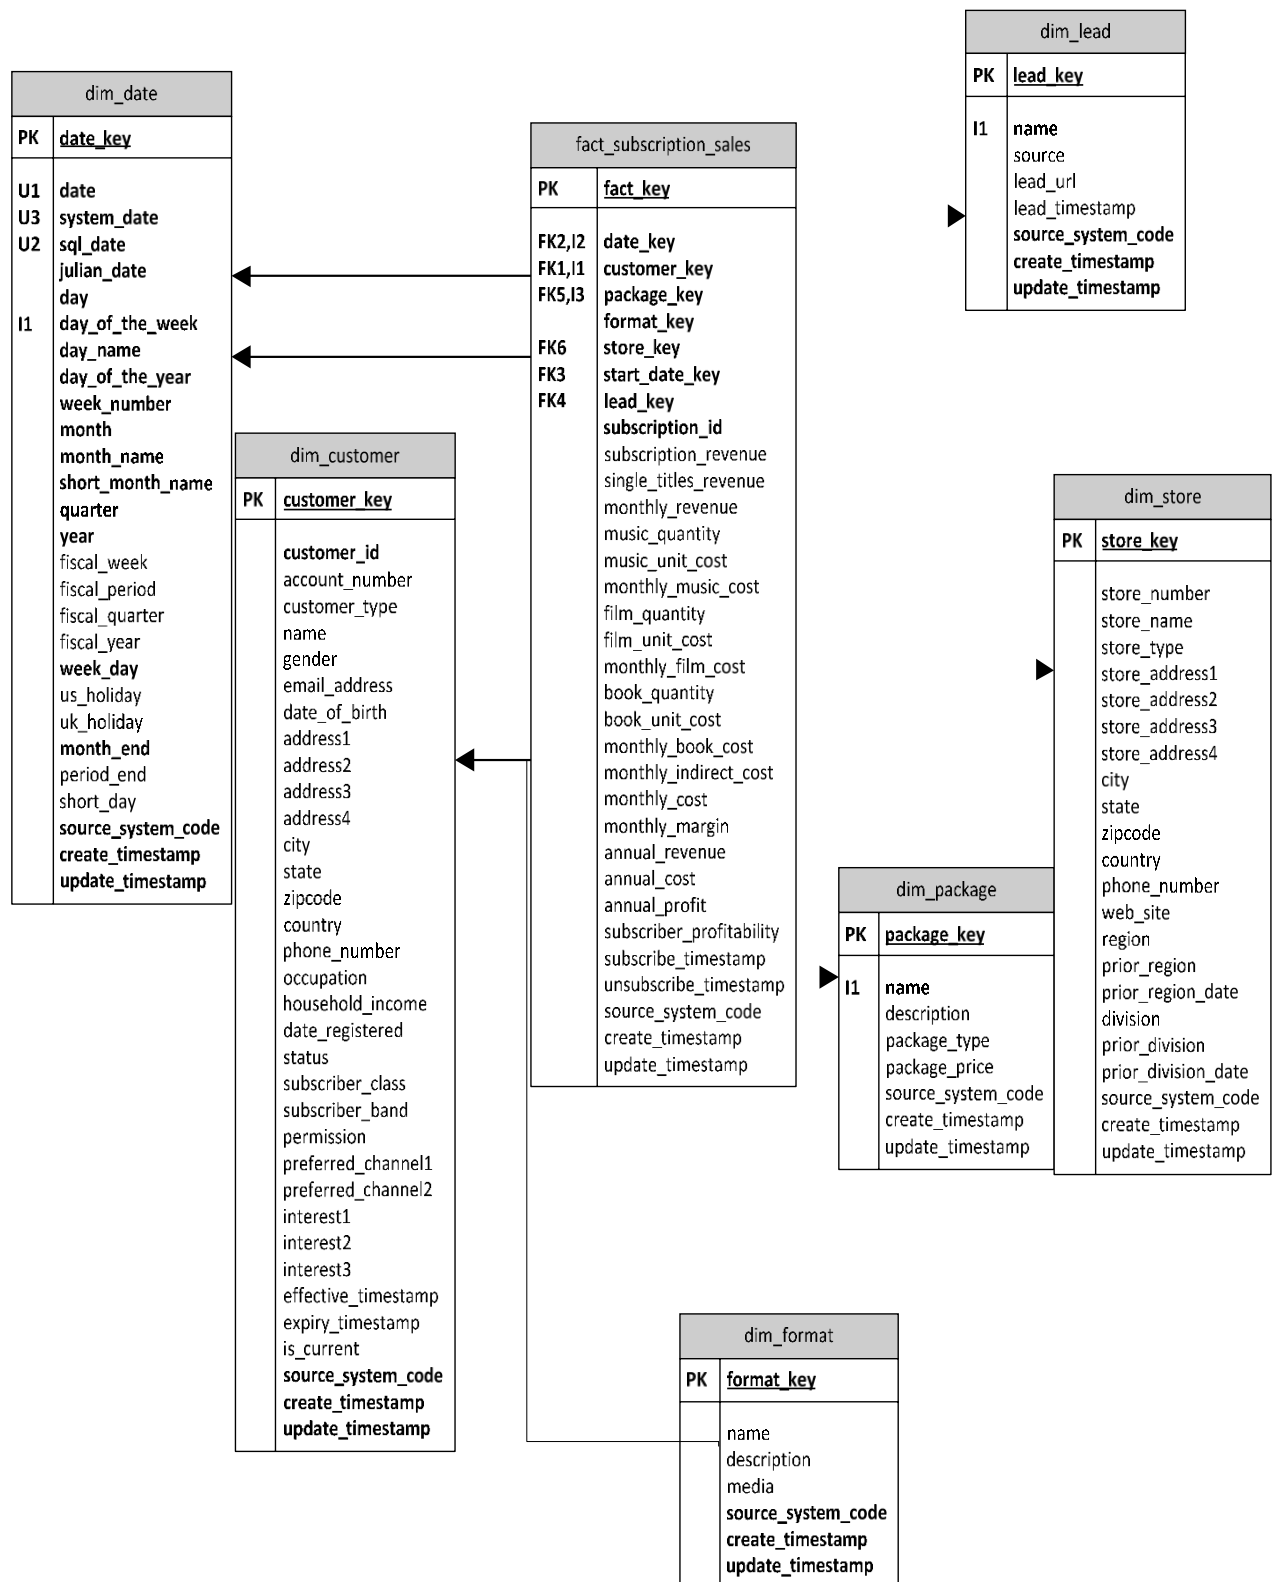 dim_lead
PK lead_key
I1 name
source
lead_url
lead_timestamp
source_system_code
create_timestamp
update_timestamp
dim_date
PK date_key
U1 date
U3 system_date
U2 sql_date
julian_date
day
I1 day_of_the_week
day_name
day_of_the_year
week_number
month
month_name
short_month_name
quarter
year
fiscal_week
fiscal_period
fiscal_quarter
fiscal_year
week_day
us_holiday
uk_holiday
month_end
period_end
short_day
source_system_code
create_timestamp
update_timestamp
fact_subscription_sales
PK fact_key
FK2,I2 date_key
FK1,I1 customer_key
FK5,I3 package_key
format_key
FK6 store_key
FK3 start_date_key
FK4 lead_key
subscription_id
subscription_revenue
single_titles_revenue
monthly_revenue
music_quantity
music_unit_cost
monthly_music_cost
film_quantity
film_unit_cost
monthly_film_cost
book_quantity
book_unit_cost
monthly_book_cost
monthly_indirect_cost
monthly_cost
monthly_margin
annual_revenue
annual_cost
annual_profit
subscriber_profitability
subscribe_timestamp
unsubscribe_timestamp
source_system_code
create_timestamp
update_timestamp
dim_customer
PK customer_key
customer_id
account_number
customer_type
name
gender
email_address
date_of_birth
address1
address2
address3
address4
city
state
zipcode
country
phone_number
occupation
household_income
date_registered
status
subscriber_class
subscriber_band
permission
preferred_channel1
preferred_channel2
interest1
interest2
interest3
effective_timestamp
expiry_timestamp
is_current
source_system_code
create_timestamp
update_timestamp
dim_store
PK store_key
store_number
store_name
store_type
store_address1
store_address2
store_address3
store_address4
city
state
zipcode
country
phone_number
web_site
region
prior_region
prior_region_date
division
prior_division
prior_division_date
source_system_code
create_timestamp
update_timestamp
dim_package
PK package_key
I1 name
description
package_type
package_price
source_system_code
create_timestamp
update_timestamp
dim_format
PK format_key
name
description
media
source_system_code
create_timestamp
update_timestamp